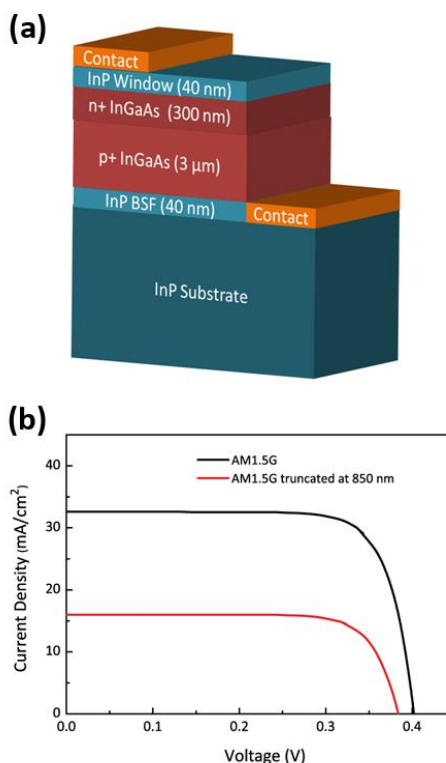 (a)
Contact
InP Window (40 nm)
n+ InGaAs (300 nm)
p+ InGaAs (3 μm)
InP BSF (40 nm)
Contact
InP Substrate
(b)
AM1.5G
AM1.5G truncated at 850 nm
Current Density (mA/cm²)
40
30
20
10
0
0.0 0.1 0.2 0.3 0.4
Voltage (V)